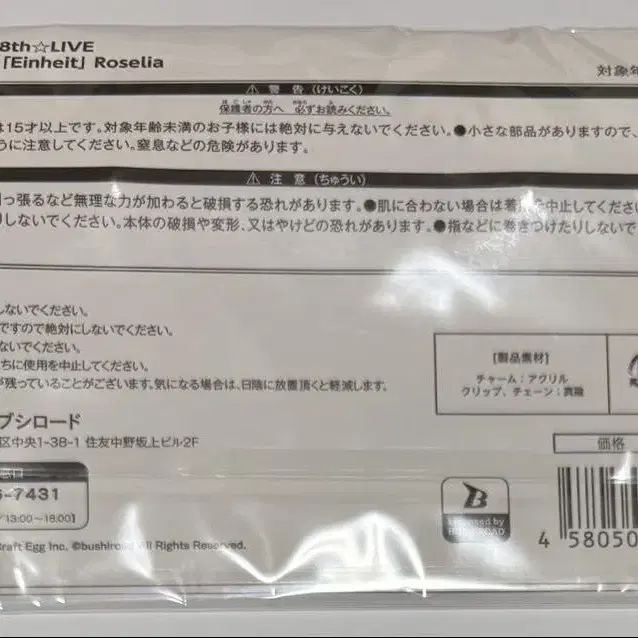 8th☆LIVE
「Einheit」 Roselia
対象年
⚠ 警 告 (けいこく)
保護者の方へ 必ずお読みください。
は15才以上です。対象年齢未満のお子様には絶対に与えないでください。●小さな部品がありますので、
うに注意してください。窒息などの危険があります。
⚠ 注 意 (ちゅうい)
引っ張るなど無理な力が加わると破損する恐れがあります。●肌に合わない場合は着用を中止してください
りしないでください。本体の破損や変形、又はやけどの恐れがあります。●指などに巻きつけたりしないで
しないでください。
ですので絶対にしないでください。
ないでください。
ちに使用を中止してください。
が残っていることがございます。気になる場合は、日陰に放置頂くと軽減します。
[製品素材]
チャーム：アクリル
クリップ、チェーン：真鍮
ブシロード
区中央1-38-1 住友中野坂上ビル2F
価格
窓口
-7431
/13:00~18:00]
Licensed by
BUSHIROAD
Craft Egg Inc. ©bushiroad All Rights Reserved.
4 58050